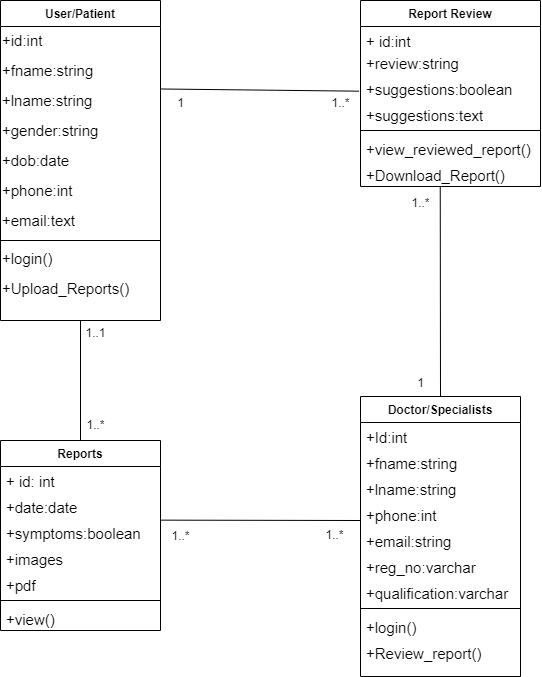 User/Patient
+id:int
+fname:string
+lname:string
+gender:string
+dob:date
+phone:int
+email:text
+login()
+Upload_Reports()
1
1..*
Report Review
+ id:int
+review:string
+suggestions:boolean
+suggestions:text
+view_reviewed_report()
+Download_Report()
1..*
1
1..1
1..*
Reports
+ id: int
+date:date
+symptoms:boolean
+images
+pdf
+view()
1..*
1..*
Doctor/Specialists
+Id:int
+fname:string
+lname:string
+phone:int
+email:string
+reg_no:varchar
+qualification:varchar
+login()
+Review_report()